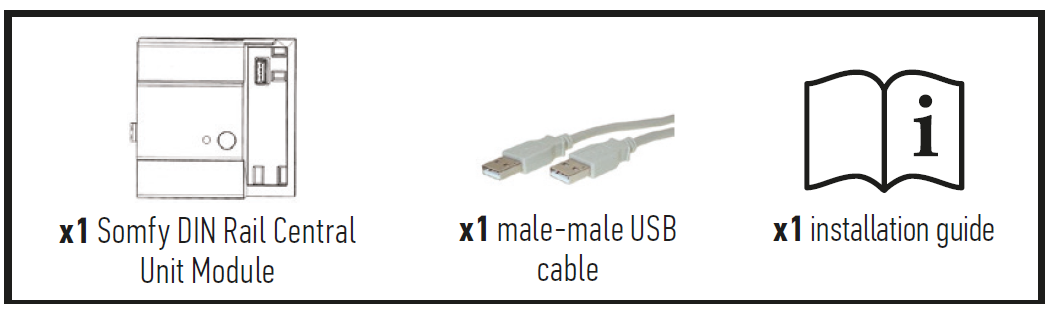 x1 Somfy DIN Rail Central
Unit Module
x1 male-male USB
cable
i
x1 installation guide